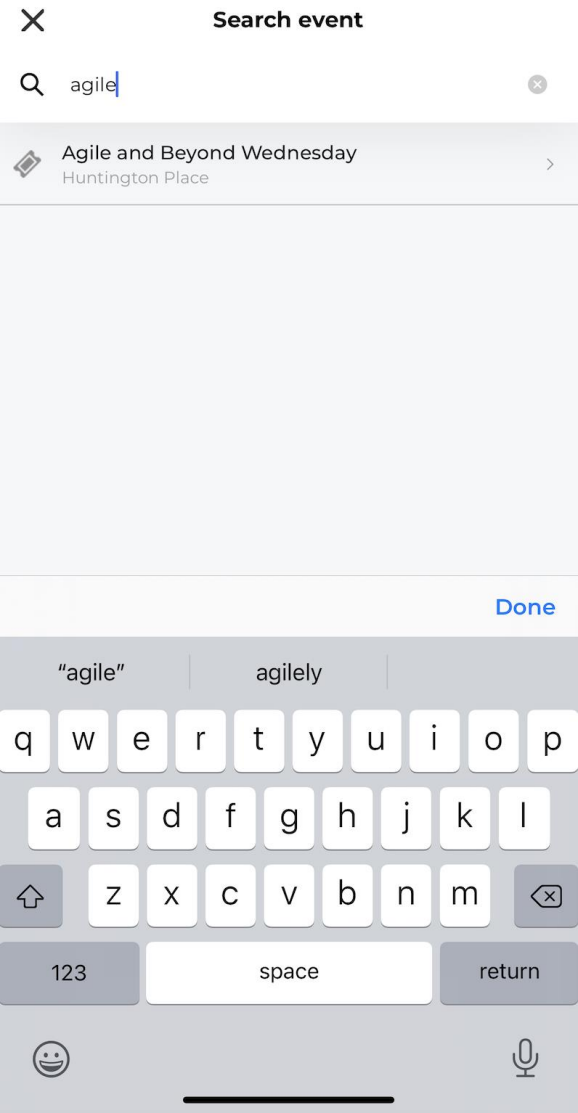 Search event
agile
Agile and Beyond Wednesday
Huntington Place
Done
“agile” agilely
q w e r t y u i o p
a s d f g h j k l
z x c v b n m
123 space return